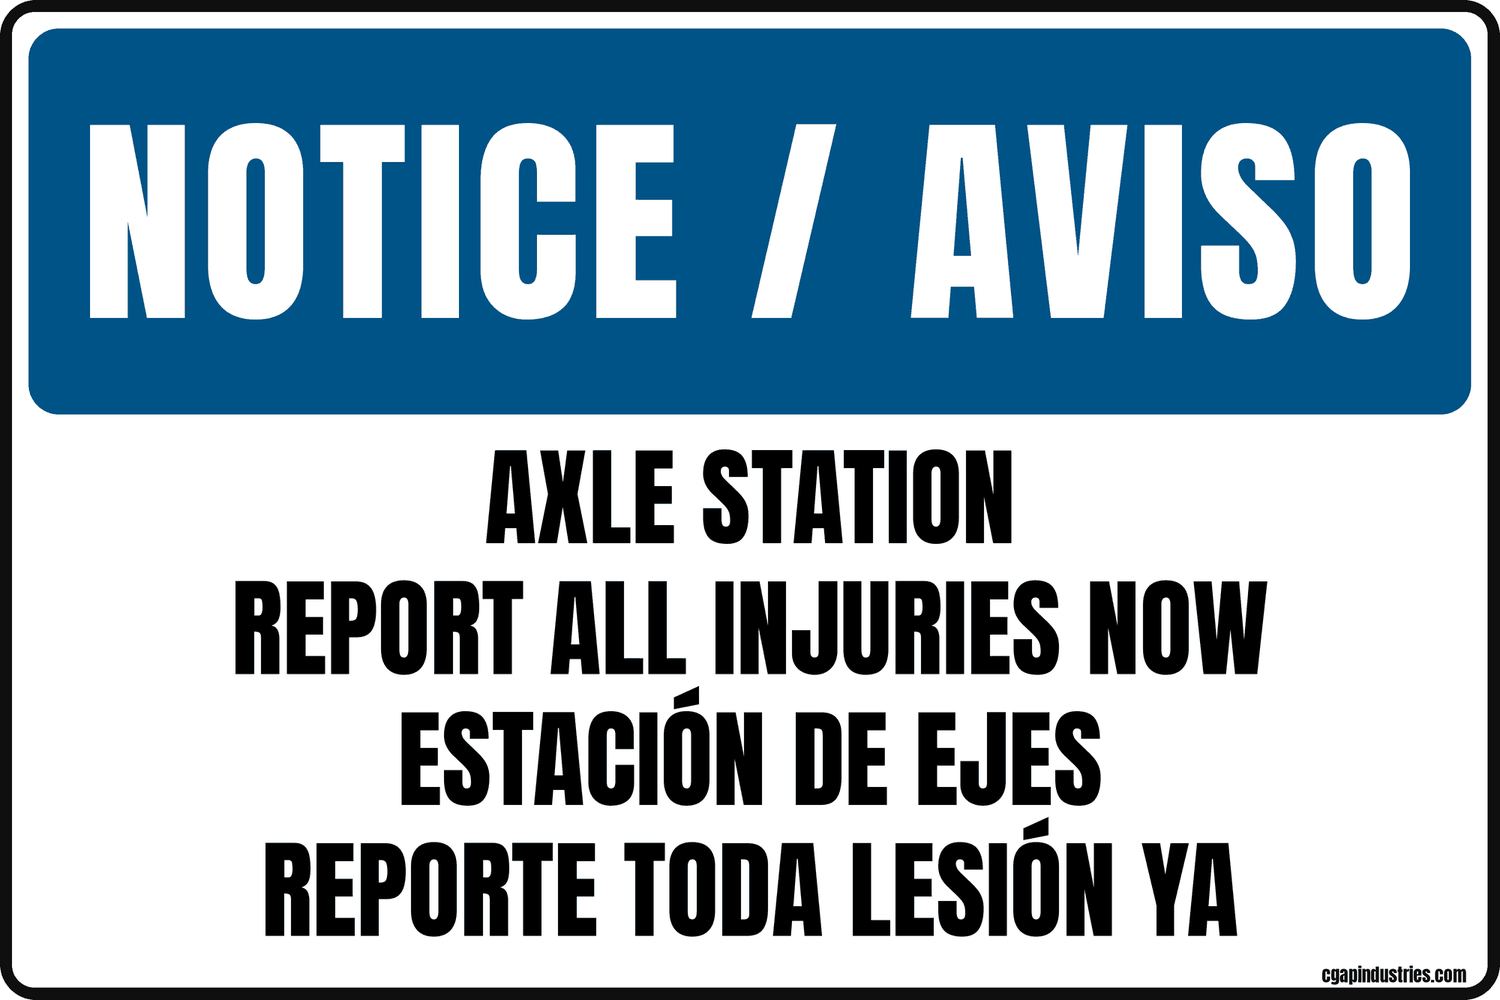 NOTICE / AVISO
AXLE STATION
REPORT ALL INJURIES NOW
ESTACIÓN DE EJES
REPORTE TODA LESIÓN YA
cgapindustries.com